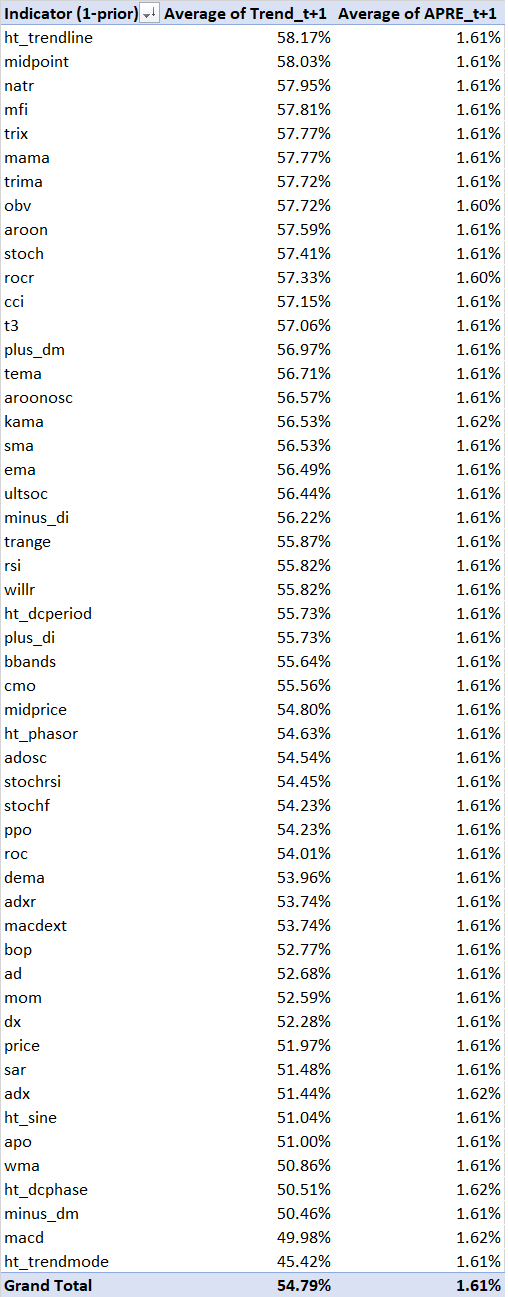 Indicator (1-prior) Average of Trend_t+1 Average of APRE_t+1
ht_trendline 58.17% 1.61%
midpoint 58.03% 1.61%
natr 57.95% 1.61%
mfi 57.81% 1.61%
trix 57.77% 1.61%
mama 57.77% 1.61%
trima 57.72% 1.61%
obv 57.72% 1.60%
aroon 57.59% 1.61%
stoch 57.41% 1.61%
rocr 57.33% 1.60%
cci 57.15% 1.61%
t3 57.06% 1.61%
plus_dm 56.97% 1.61%
tema 56.71% 1.61%
aroonosc 56.57% 1.61%
kama 56.53% 1.62%
sma 56.53% 1.61%
ema 56.49% 1.61%
ultsoc 56.44% 1.61%
minus_di 56.22% 1.61%
trange 55.87% 1.61%
rsi 55.82% 1.61%
willr 55.82% 1.61%
ht_dcperiod 55.73% 1.61%
plus_di 55.73% 1.61%
bbands 55.64% 1.61%
cmo 55.56% 1.61%
midprice 54.80% 1.61%
ht_phasor 54.63% 1.61%
adosc 54.54% 1.61%
stochrsi 54.45% 1.61%
stochf 54.23% 1.61%
ppo 54.23% 1.61%
roc 54.01% 1.61%
dema 53.96% 1.61%
adxr 53.74% 1.61%
macdext 53.74% 1.61%
bop 52.77% 1.61%
ad 52.68% 1.61%
mom 52.59% 1.61%
dx 52.28% 1.61%
price 51.97% 1.61%
sar 51.48% 1.61%
adx 51.44% 1.62%
ht_sine 51.04% 1.61%
apo 51.00% 1.61%
wma 50.86% 1.61%
ht_dcphase 50.51% 1.62%
minus_dm 50.46% 1.61%
macd 49.98% 1.62%
ht_trendmode 45.42% 1.61%
Grand Total 54.79% 1.61%